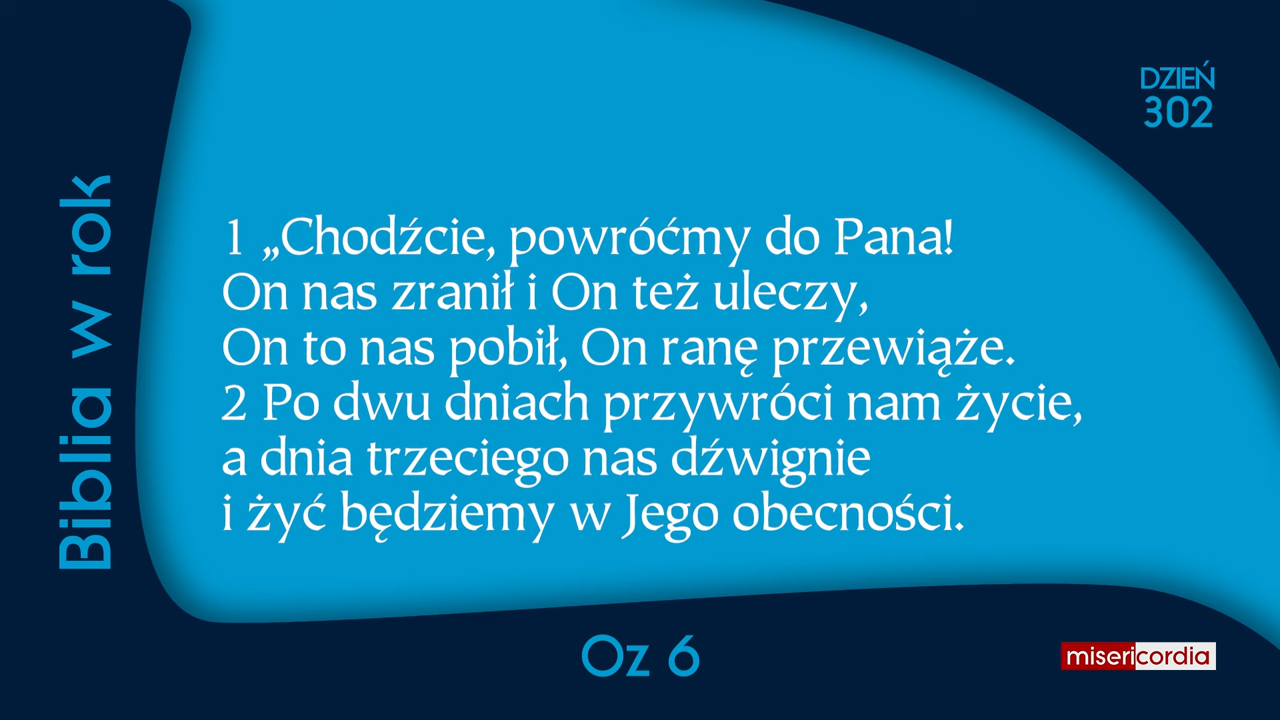 DZIEŃ
302
Biblia w rok
1 „Chodźcie, powróćmy do Pana!
On nas zranił i On też uleczy,
On to nas pobił, On ranę przewiąże.
2 Po dwu dniach przywróci nam życie,
a dnia trzeciego nas dźwignie
i żyć będziemy w Jego obecności.
Oz 6
misericordia